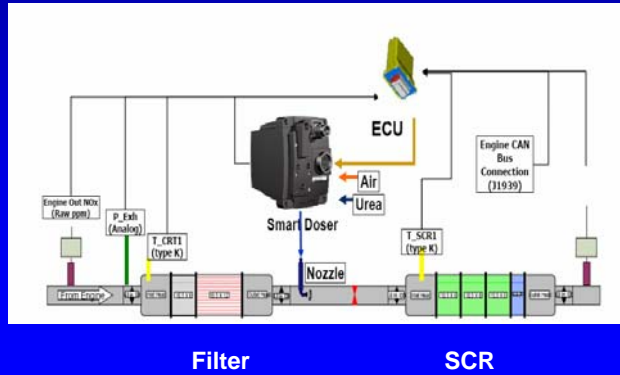 ECU
Engine CAN
Bus
Connection
(J1939)
Air
Urea
Engine Out NOx
(Raw ppm)
P_Exh
(Analog)
Smart Doser
T_CRT1
(type K)
T_SCR1
(type K)
Nozzle
From Engine
Filter
SCR